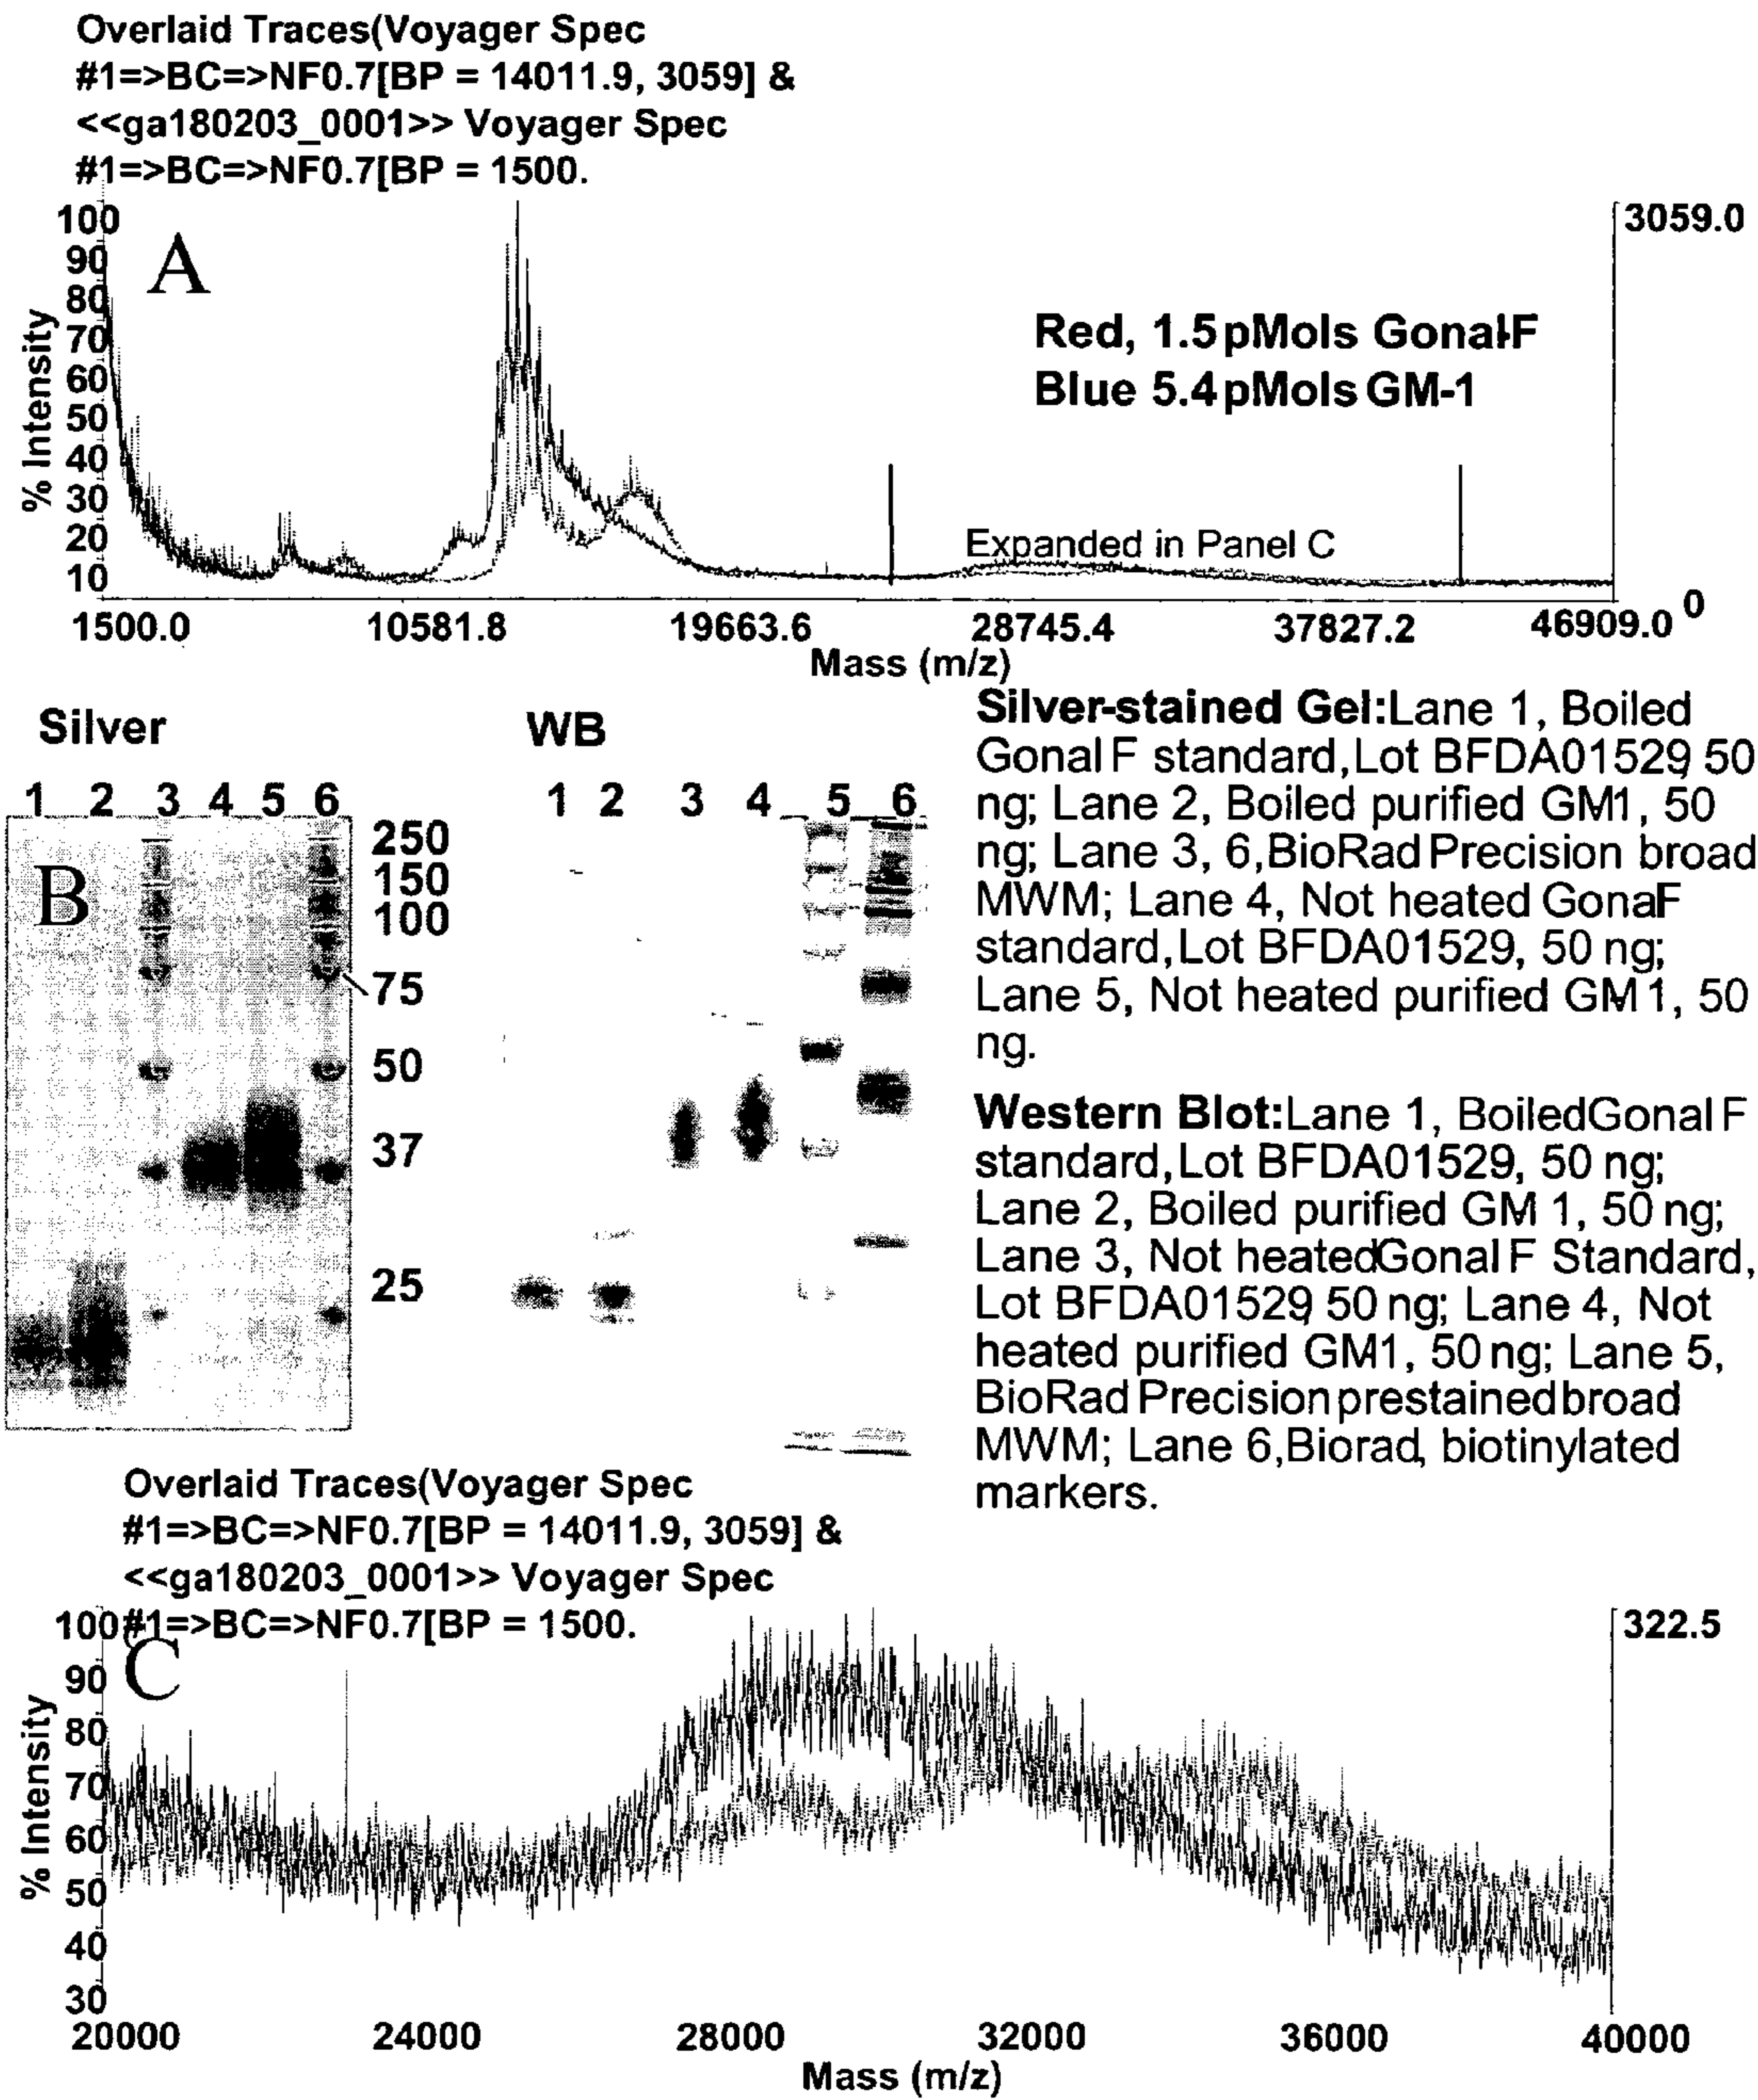 Overlaid Traces(Voyager Spec
#1=>BC=>NF0.7[BP = 14011.9, 3059] &
<<ga180203_0001>> Voyager Spec
#1=>BC=>NF0.7[BP = 1500.
100
90
80
70
60
50
40
30
20
10
% Intensity
A
3059.0
Red, 1.5pMols Gonal-F
Blue 5.4pMols GM-1
Expanded in Panel C
0
1500.0 10581.8 19663.6 28745.4 37827.2 46909.0
Mass (m/z)
Silver
1 2 3 4 5 6
B
250
150
100
75
50
37
25
WB
1 2 3 4 5 6
Silver-stained Gel:Lane 1, Boiled
Gonal F standard,Lot BFDA01529 50
ng; Lane 2, Boiled purified GM1, 50
ng; Lane 3, 6,BioRad Precision broad
MWM; Lane 4, Not heated GonaF
standard,Lot BFDA01529, 50 ng;
Lane 5, Not heated purified GM1, 50
ng.
Western Blot:Lane 1, BoiledGonal F
standard,Lot BFDA01529, 50 ng;
Lane 2, Boiled purified GM 1, 50 ng;
Lane 3, Not heatedGonal F Standard,
Lot BFDA01529 50 ng; Lane 4, Not
heated purified GM1, 50 ng; Lane 5,
BioRad Precision prestained broad
MWM; Lane 6,Biorad, biotinylated
markers.
Overlaid Traces(Voyager Spec
#1=>BC=>NF0.7[BP = 14011.9, 3059] &
<<ga180203_0001>> Voyager Spec
#1=>BC=>NF0.7[BP = 1500.
100
90
80
70
60
50
40
30
% Intensity
C
322.5
20000 24000 28000 32000 36000 40000
Mass (m/z)